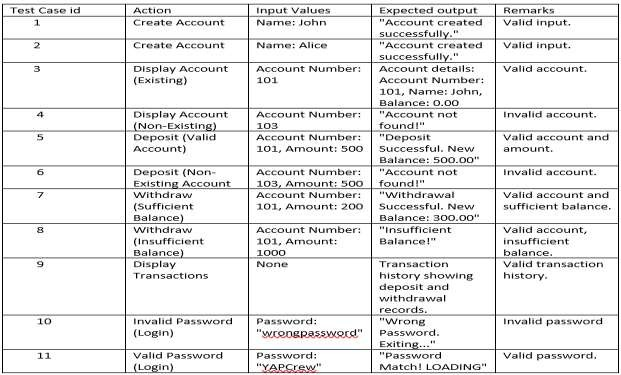 Test Case id Action Input Values Expected output Remarks
1 Create Account Name: John "Account created Valid input.
successfully."
2 Create Account Name: Alice "Account created Valid input.
successfully."
3 Display Account Account Number: Account details: Valid account.
(Existing) 101 Account Number:
101, Name: John,
Balance: 0.00
4 Display Account Account Number: "Account not Invalid account.
(Non-Existing) 103 found!"
5 Deposit (Valid Account Number: "Deposit Valid account and
Account) 101, Amount: 500 Successful. New amount.
Balance: 500.00"
6 Deposit (Non- Account Number: "Account not Invalid account.
Existing Account 103, Amount: 500 found!"
7 Withdraw Account Number: "Withdrawal Valid account and
(Sufficient 101, Amount: 200 Successful. New sufficient balance.
Balance) Balance: 300.00"
8 Withdraw Account Number: "Insufficient Valid account,
(Insufficient 101, Amount: Balance!" insufficient
Balance) 1000 balance.
9 Display None Transaction Valid transaction
Transactions history showing history.
deposit and
withdrawal
records.
10 Invalid Password Password: "Wrong Invalid password
(Login) "wrongpassword" Password.
Exiting..."
11 Valid Password Password: "Password Valid password.
(Login) "YAPCrew" Match! LOADING"